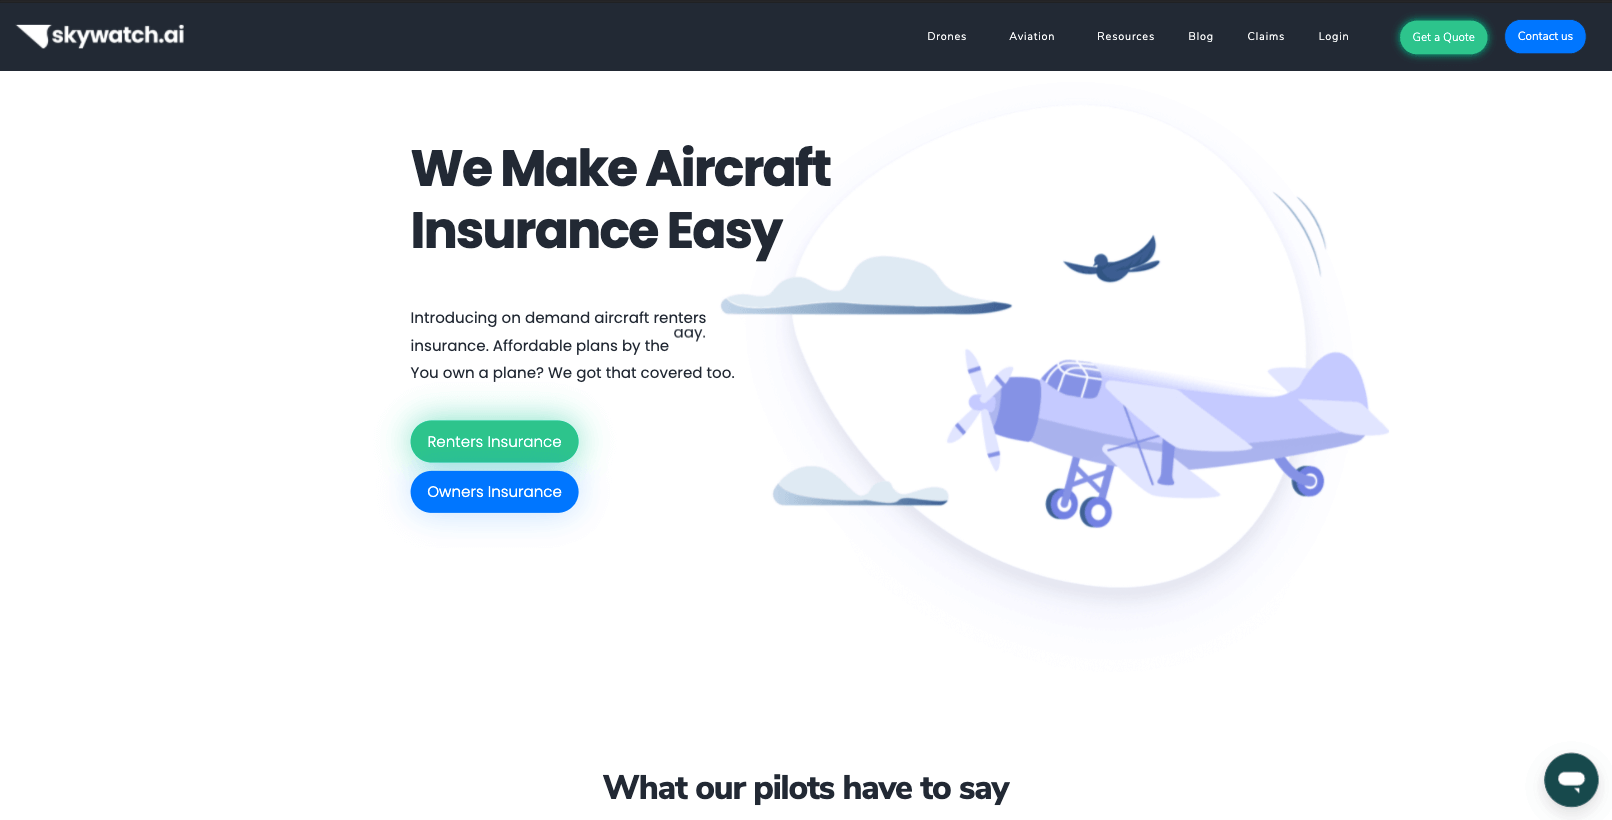 skywatch.ai
Drones Aviation Resources Blog Claims Login Get a Quote Contact us
We Make Aircraft
Insurance Easy
Introducing on demand aircraft renters
insurance. Affordable plans by the day.
You own a plane? We got that covered too.
Renters Insurance
Owners Insurance
What our pilots have to say